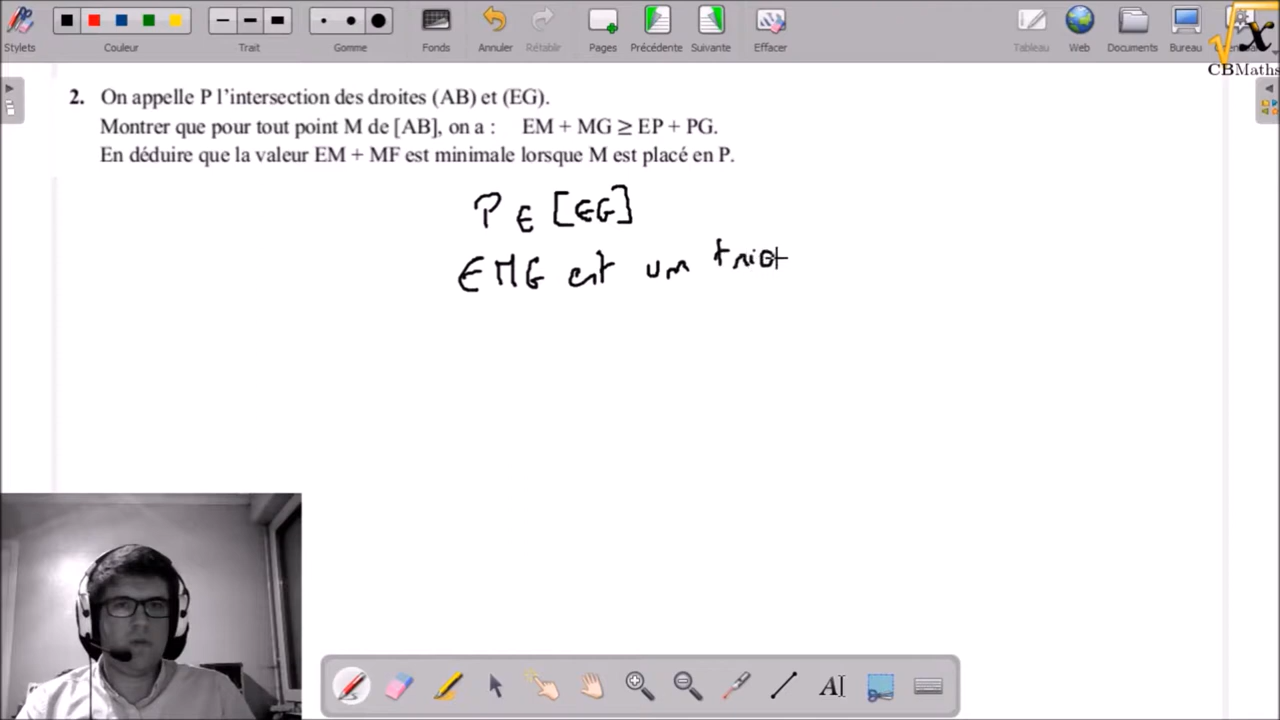 Stylets
Couleur
Trait
Gomme
Fonds
Annuler
Rétablir
Pages
Précédente
Suivante
Effacer
Tableau
Web
Documents
Bureau
CBMaths
2. On appelle P l'intersection des droites (AB) et (EG).
Montrer que pour tout point M de [AB], on a : EM + MG ≥ EP + PG.
En déduire que la valeur EM + MF est minimale lorsque M est placé en P.
P ∈ [EG]
EMG est un
AI